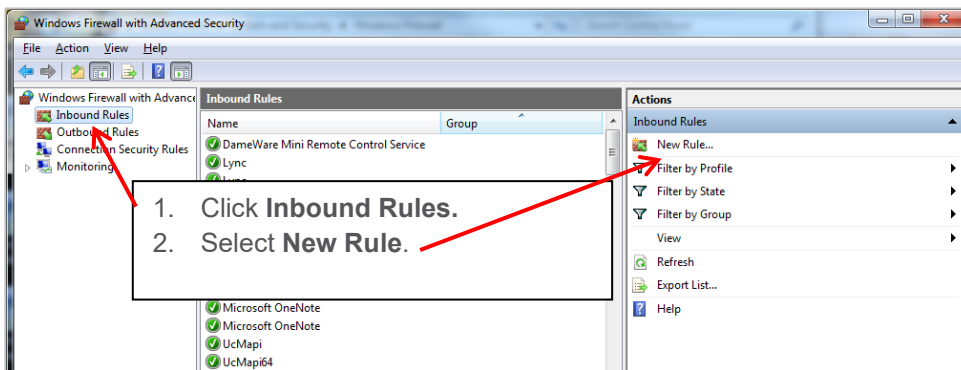 Windows Firewall with Advanced Security
File Action View Help
Windows Firewall with Advance
Inbound Rules
Outbound Rules
Connection Security Rules
Monitoring
Inbound Rules
Name Group
DameWare Mini Remote Control Service
Lync
1. Click Inbound Rules.
2. Select New Rule.
Microsoft OneNote
Microsoft OneNote
UcMapi
UcMapi64
Actions
Inbound Rules
New Rule...
Filter by Profile
Filter by State
Filter by Group
View
Refresh
Export List...
Help